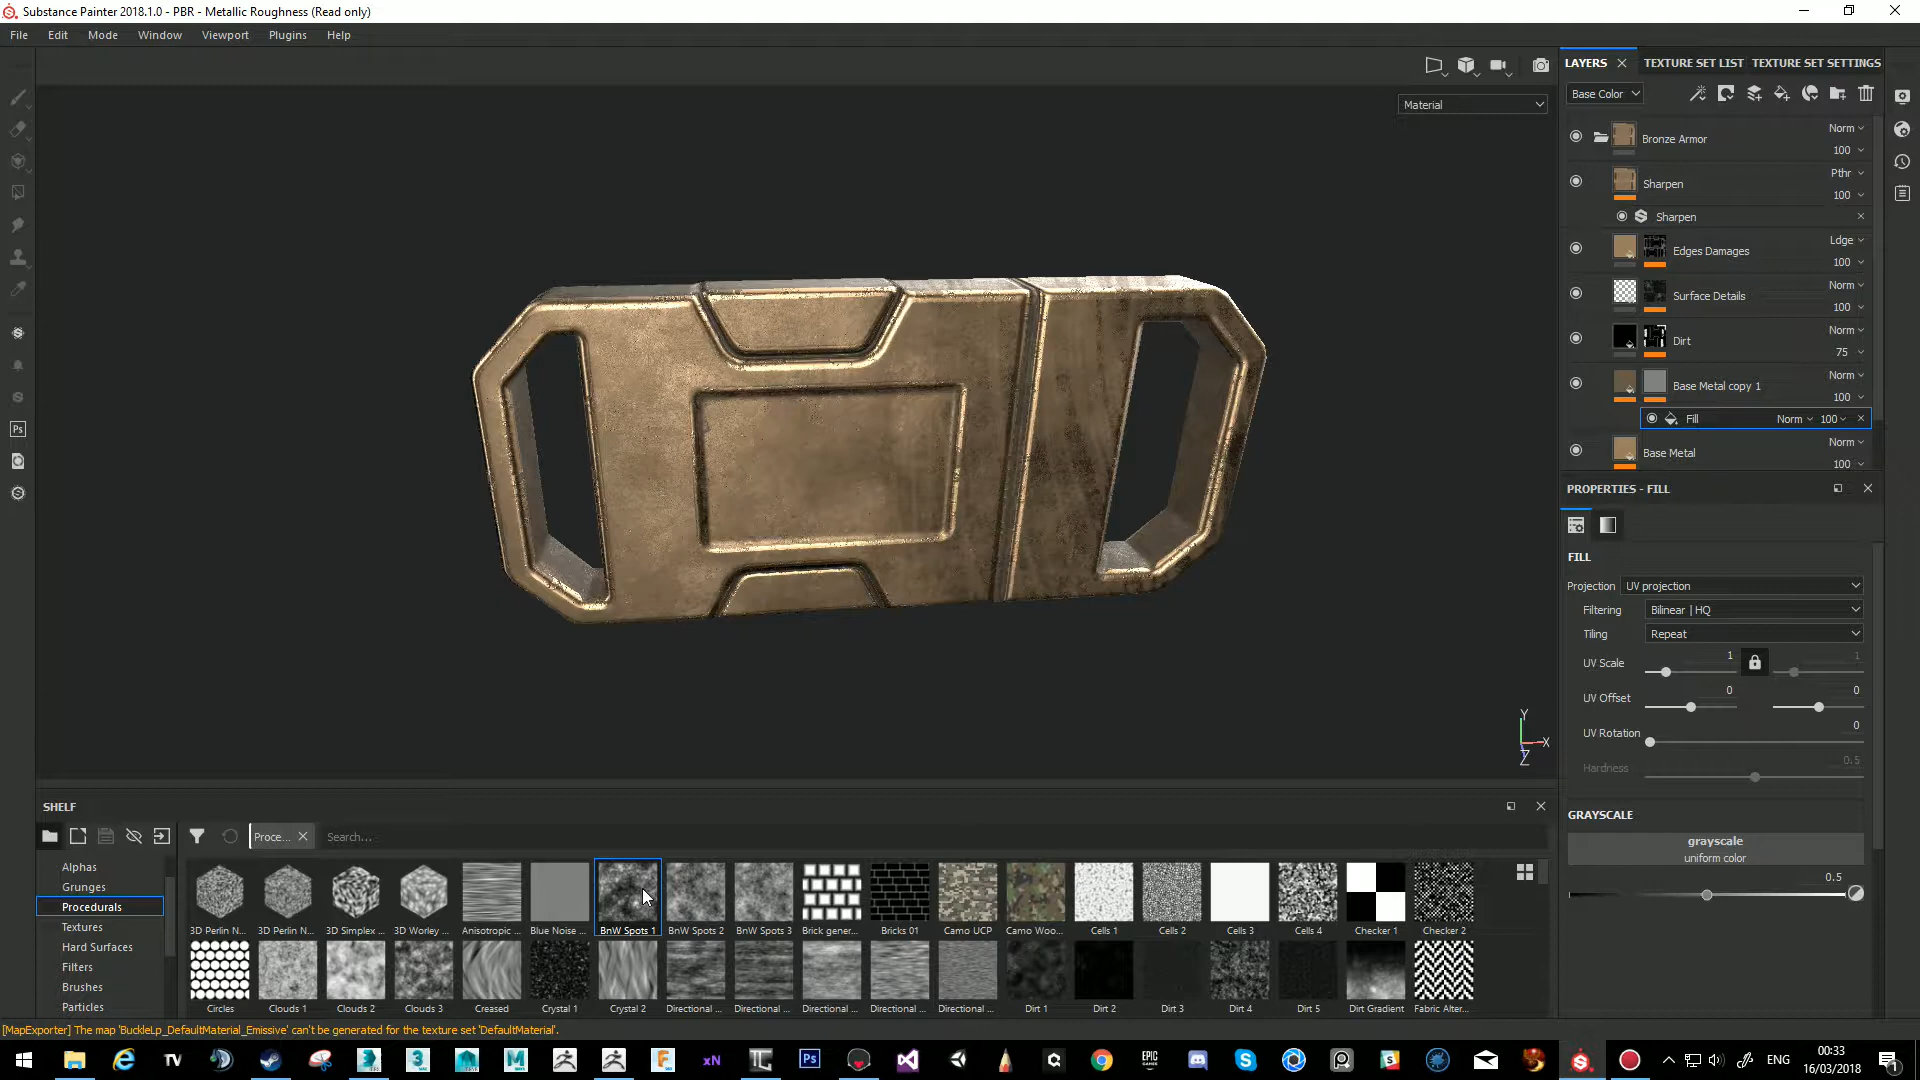 Substance Painter 2018.1.0 - PBR - Metallic Roughness (Read only)
File Edit Mode Window Viewport Plugins Help
Material
LAYERS TEXTURE SET LIST TEXTURE SET SETTINGS
Base Color
Bronze Armor Norm 100
Sharpen Pthr 100
Sharpen
Edges Damages Ldge 100
Surface Details Norm 100
Dirt Norm 75
Base Metal copy 1 Norm 100
Fill Norm 100
Base Metal Norm 100
PROPERTIES - FILL
FILL
Projection UV projection
Filtering Bilinear | HQ
Tiling Repeat
UV Scale 1 1
UV Offset 0 0
UV Rotation 0
Hardness 0.5
GRAYSCALE
grayscale
uniform color
0.5
Y
X
Z
SHELF
Proce... Search...
Alphas
Grunges
Procedurals
Textures
Hard Surfaces
Filters
Brushes
Particles
3D Perlin N... 3D Perlin N... 3D Simplex ... 3D Worley ... Anisotropic ... Blue Noise ... BnW Spots 1 BnW Spots 2 BnW Spots 3 Brick gener... Bricks 01 Camo UCP Camo Woo... Cells 1 Cells 2 Cells 3 Cells 4 Checker 1 Checker 2
Circles Clouds 1 Clouds 2 Clouds 3 Creased Crystal 1 Crystal 2 Directional ... Directional ... Directional ... Directional ... Directional ... Dirt 1 Dirt 2 Dirt 3 Dirt 4 Dirt 5 Dirt Gradient Fabric Alter...
[MapExporter] The map 'BuckleLp_DefaultMaterial_Emissive' can't be generated for the texture set 'DefaultMaterial'.
TV
xN
Ps
EPIC GAMES
ENG
00:33
16/03/2018
1